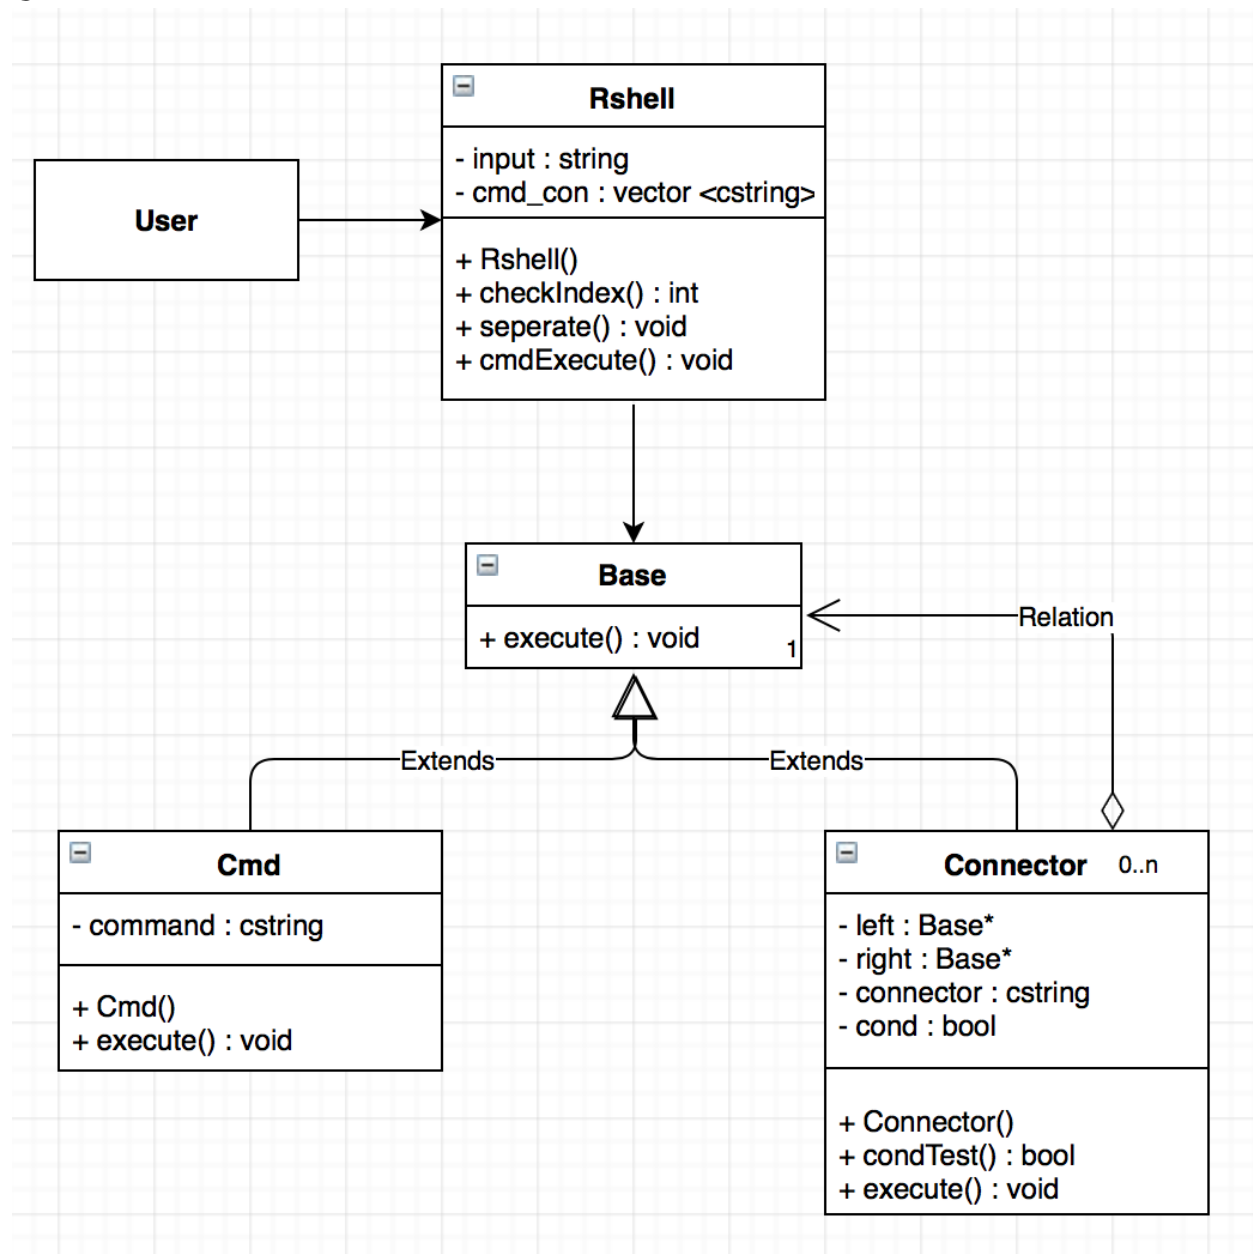 Rshell
- input : string
- cmd_con : vector <cstring>
+ Rshell()
+ checkIndex() : int
+ seperate() : void
+ cmdExecute() : void
User
Base
+ execute() : void
1
Relation
Extends
Extends
Cmd
- command : cstring
+ Cmd()
+ execute() : void
Connector
0..n
- left : Base*
- right : Base*
- connector : cstring
- cond : bool
+ Connector()
+ condTest() : bool
+ execute() : void